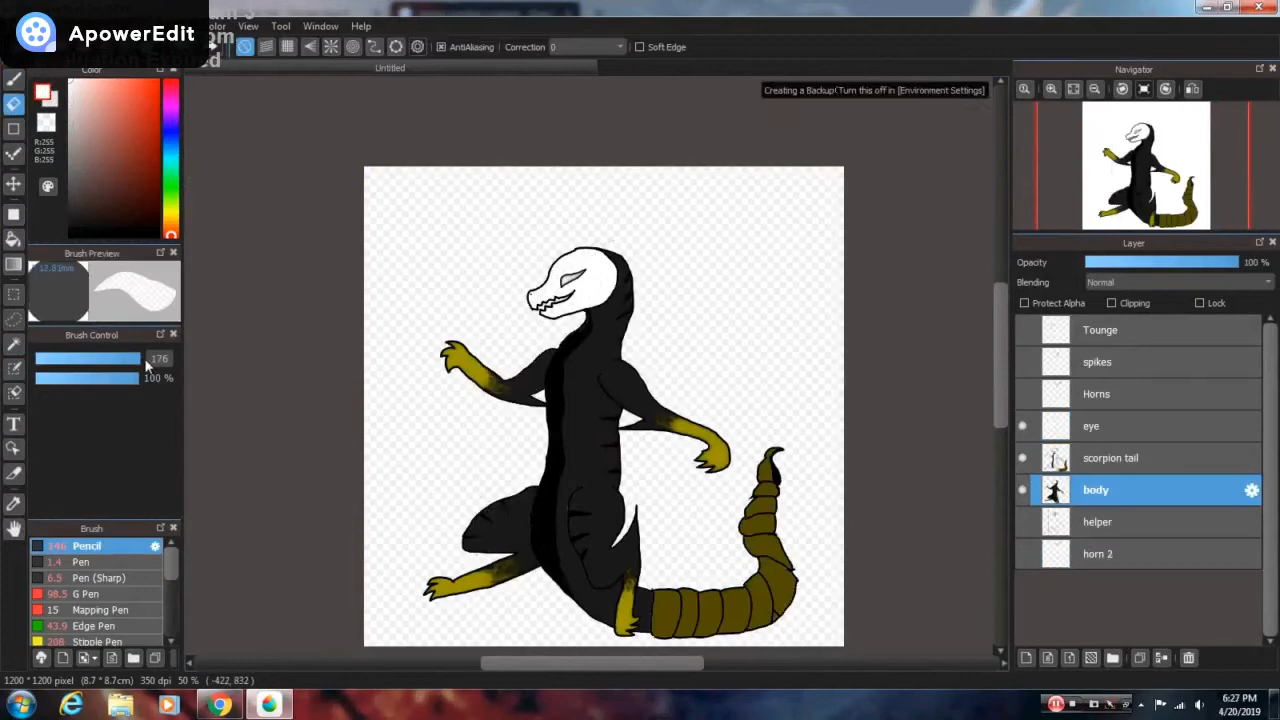 ApowerEdit
View Tool Window Help
AntiAliasing Correction 0 Soft Edge
Untitled
Color
R:255
G:255
B:255
Brush Preview
12.81mm
Brush Control
176
100 %
Brush
346 Pencil
1.4 Pen
6.5 Pen (Sharp)
98.5 G Pen
15 Mapping Pen
43.9 Edge Pen
208 Stipple Pen
Creating a Backup(Turn this off in [Environment Settings]
Navigator
Layer
Opacity 100 %
Blending Normal
Protect Alpha Clipping Lock
Tounge
spikes
Horns
eye
scorpion tail
body
helper
horn 2
1200 * 1200 pixel (8.7 * 8.7cm) 350 dpi 50 % ( -422, 832 )
6:27 PM
4/20/2019